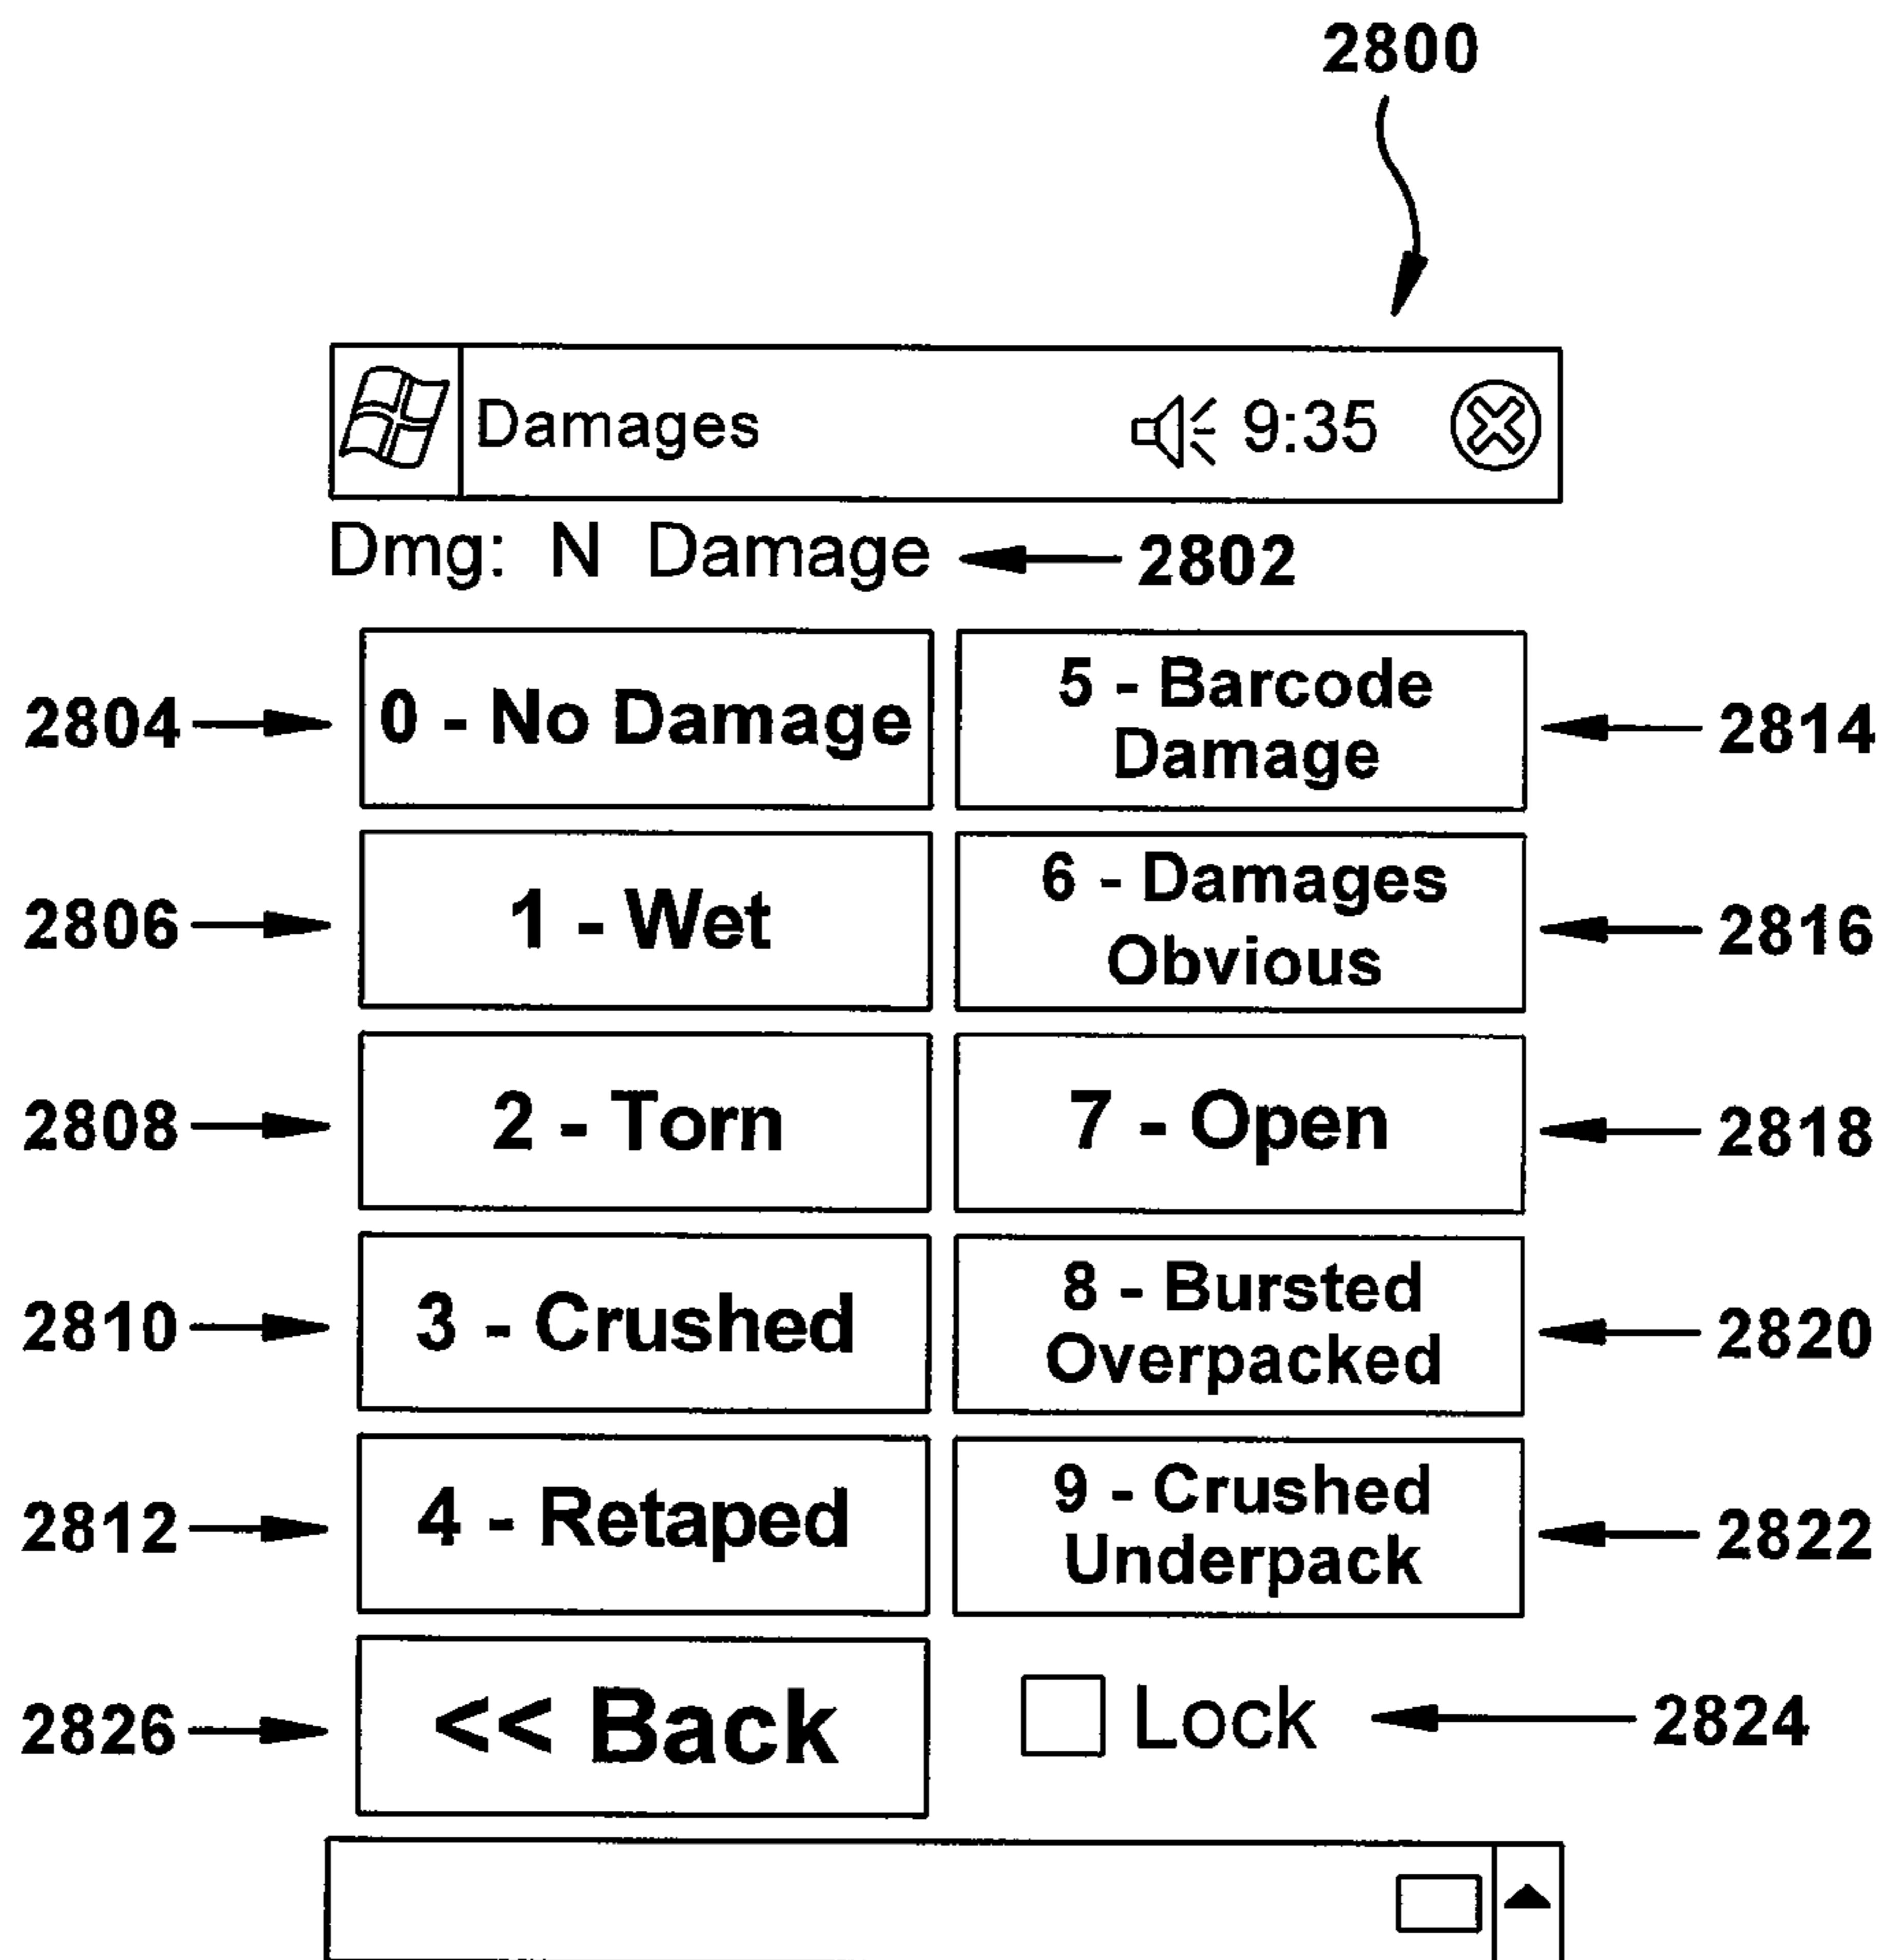 2800
Damages 9:35
Dmg: N Damage 2802
2804 0 - No Damage 5 - Barcode Damage 2814
2806 1 - Wet 6 - Damages Obvious 2816
2808 2 - Torn 7 - Open 2818
2810 3 - Crushed 8 - Bursted Overpacked 2820
2812 4 - Retaped 9 - Crushed Underpack 2822
2826 << Back Lock 2824